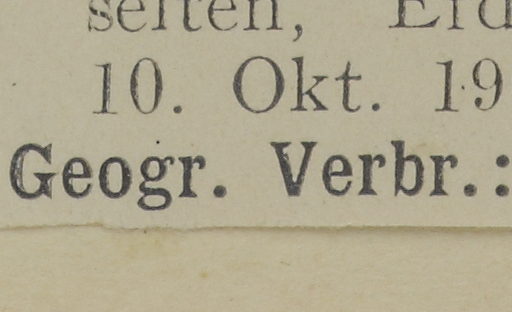 selten, Erd
10. Okt. 19
Geogr. Verbr.: